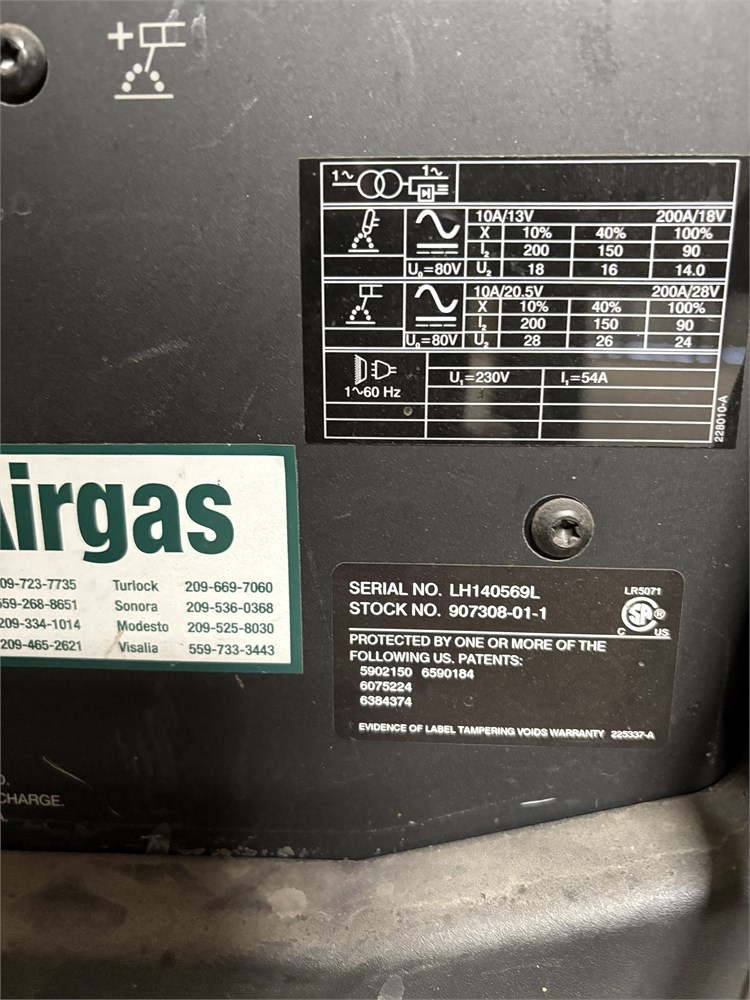 +
1~ 1~
10A/13V 200A/18V
X 10% 40% 100%
I₂ 200 150 90
U₀=80V U₂ 18 16 14.0
10A/20.5V 200A/28V
X 10% 40% 100%
I₂ 200 150 90
U₀=80V U₂ 28 26 24
1~60 Hz U₁=230V I₁=54A
228010-A
Airgas
09-723-7735 Turlock 209-669-7060
559-268-8651 Sonora 209-536-0368
209-334-1014 Modesto 209-525-8030
209-465-2621 Visalia 559-733-3443
SERIAL NO. LH140569L
STOCK NO. 907308-01-1
LR5071
SP ®
C US
PROTECTED BY ONE OR MORE OF THE
FOLLOWING US. PATENTS:
5902150 6590184
6075224
6384374
EVIDENCE OF LABEL TAMPERING VOIDS WARRANTY 225337-A
CHARGE.